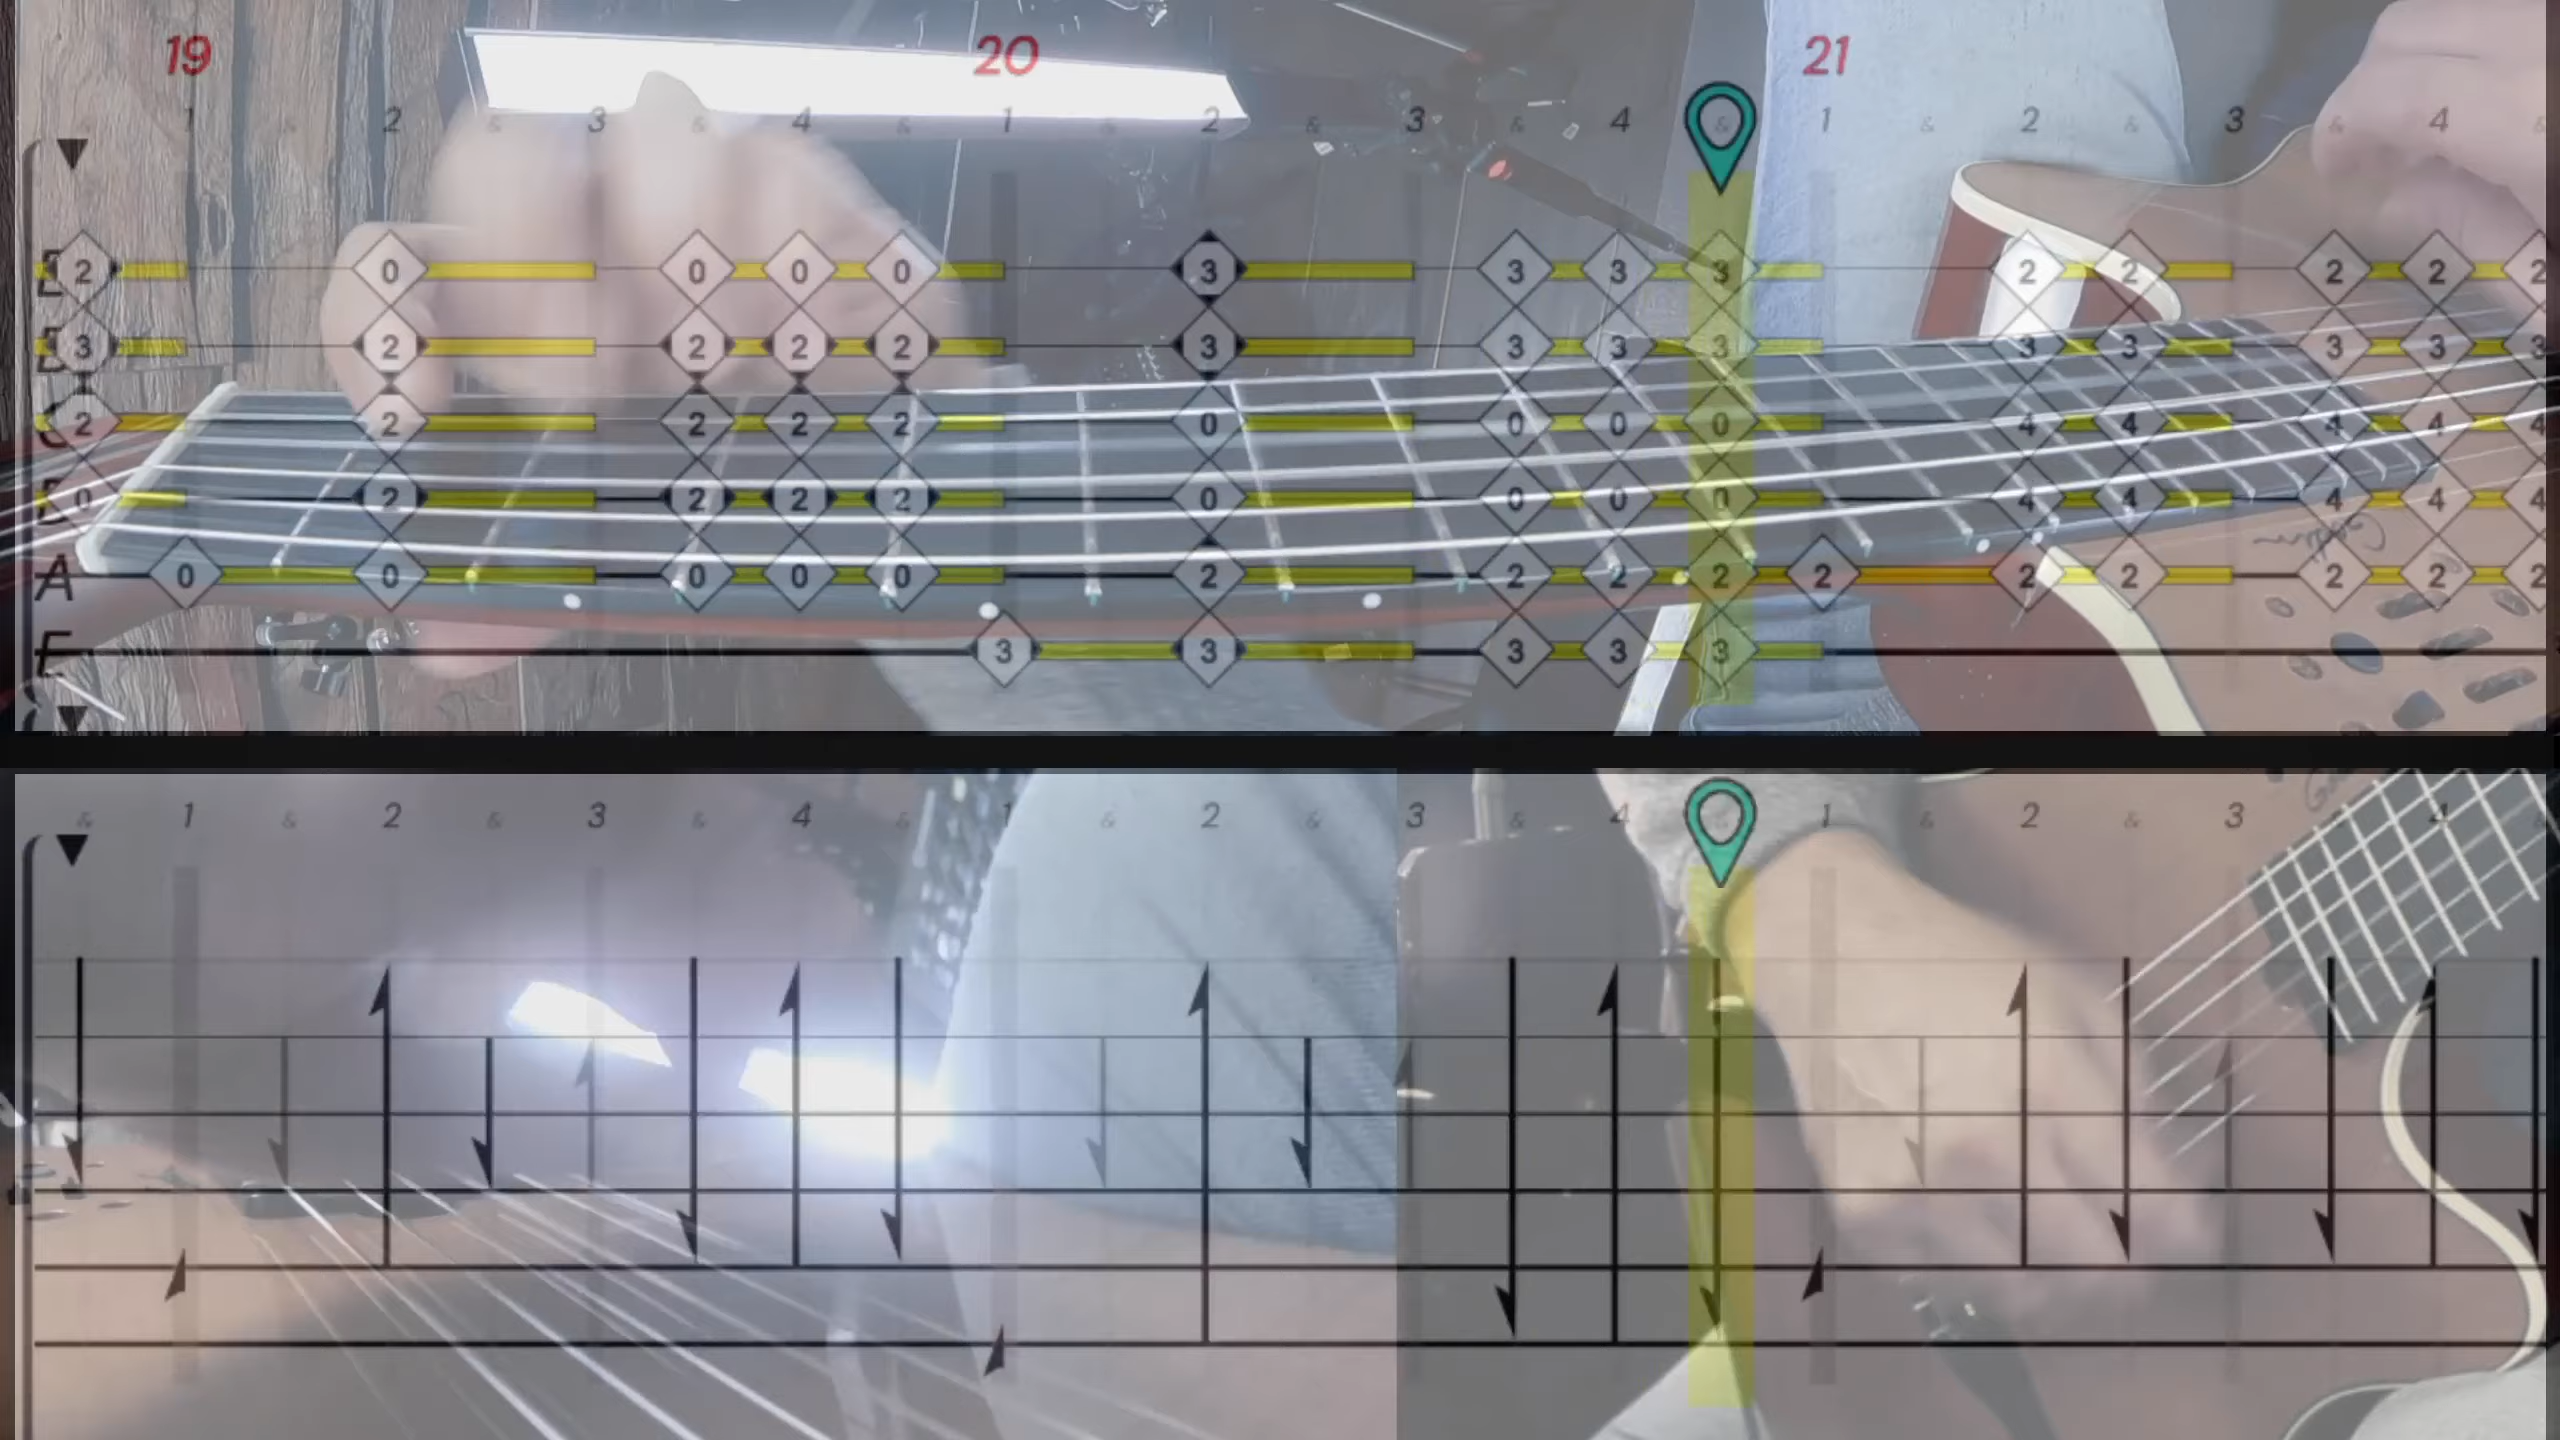 19 20 21
1 & 2 & 3 & 4 & 1 & 2 & 3 & 4 & 1 & 2 & 3 & 4 &
E 2 0 0 0 0 3 3 3 3 2 2 2 2 2
B 3 2 2 2 2 3 3 3 3 3 3 3 3 3
G 2 2 2 2 2 0 0 0 0 4 4 4 4 4
D 0 2 2 2 2 0 0 0 0 4 4 4 4 4
A 0 0 0 0 0 2 2 2 2 2 2 2 2 2 2
E 3 3 3 3 3
& 1 & 2 & 3 & 4 & 1 & 2 & 3 & 4 & 1 & 2 & 3 & 4 &